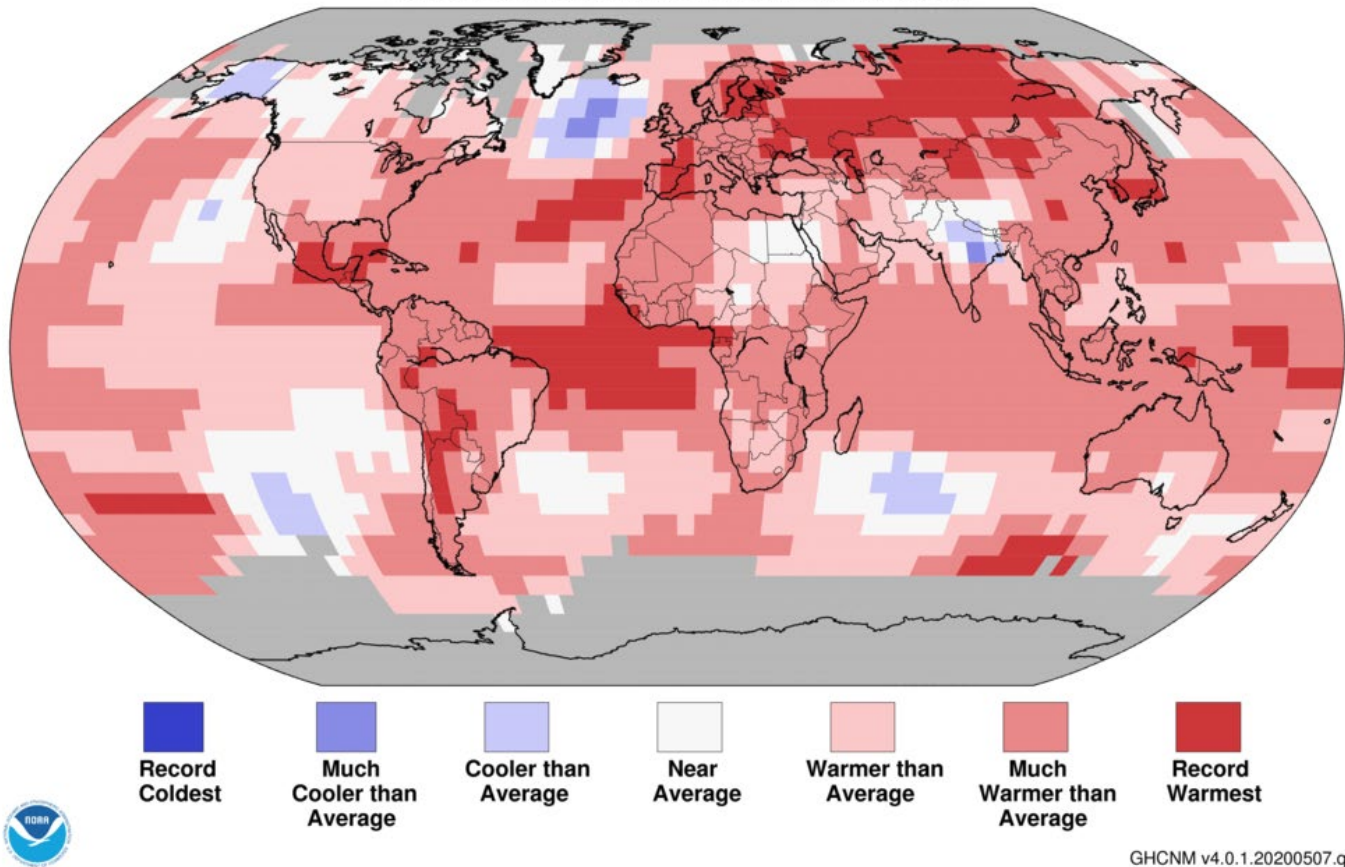 Record
Coldest
Much
Cooler than
Average
Cooler than
Average
Near
Average
Warmer than
Average
Much
Warmer than
Average
Record
Warmest
NOAA
GHCNM v4.0.1.20200507.q